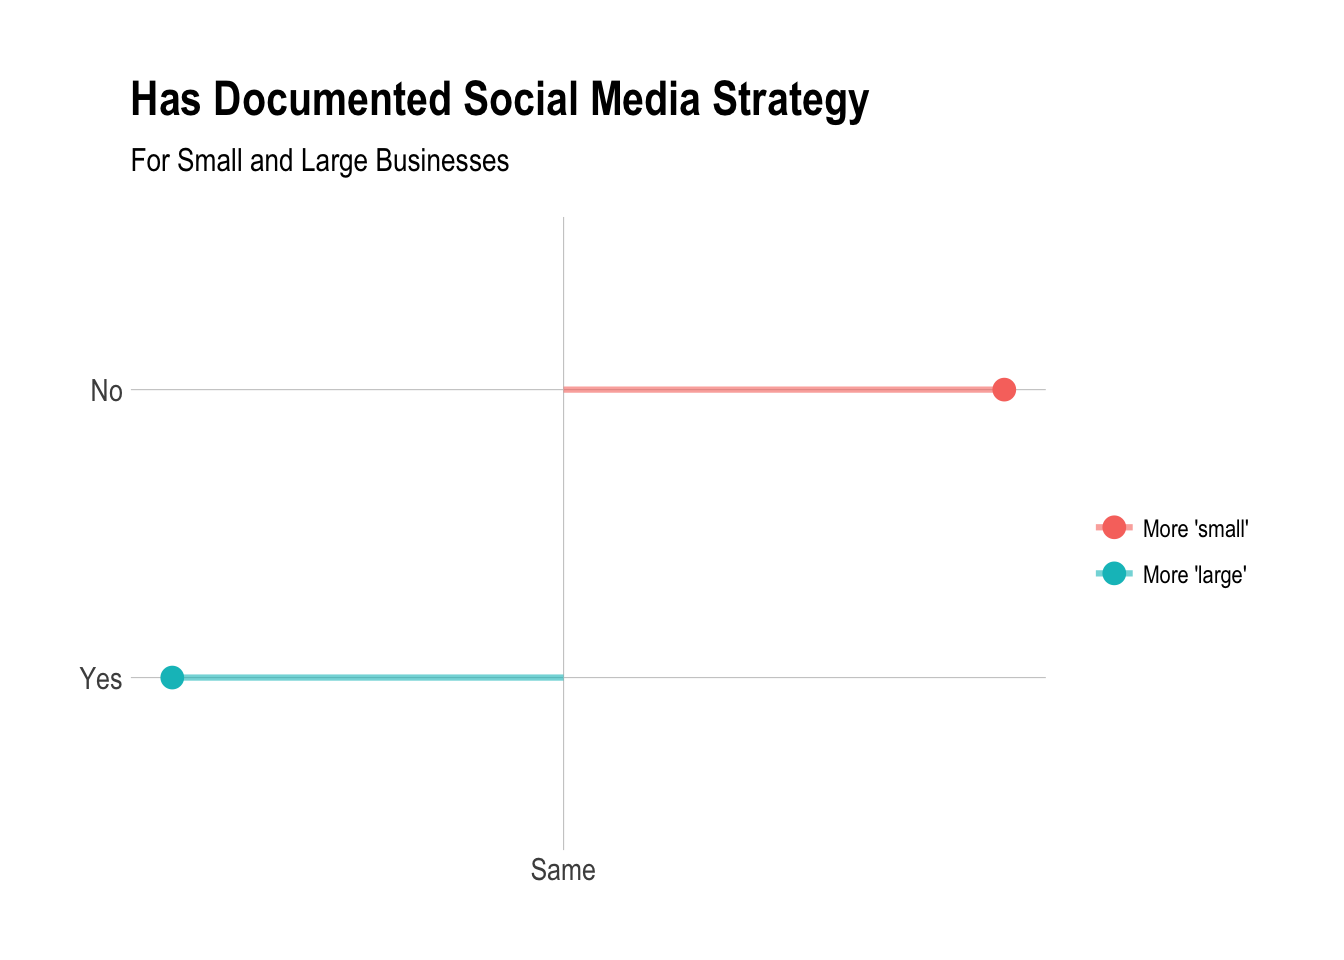 Has Documented Social Media Strategy
For Small and Large Businesses
No
Yes
Same
More 'small'
More 'large'